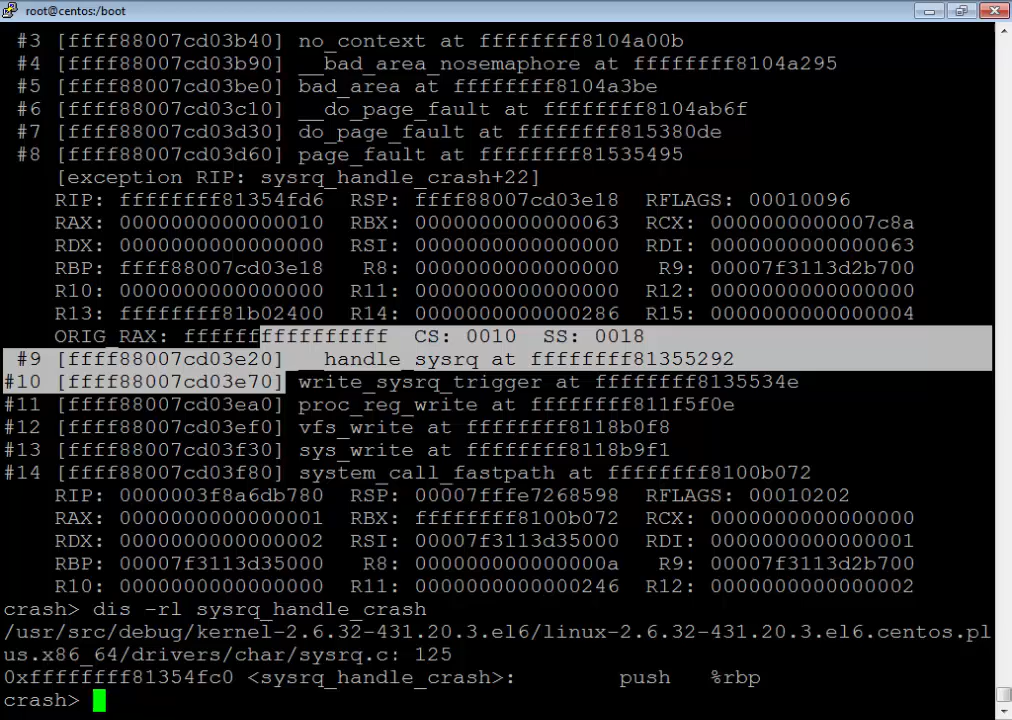 root@centos:/boot
#3 [ffff88007cd03b40] no_context at ffffffff8104a00b
#4 [ffff88007cd03b90] __bad_area_nosemaphore at ffffffff8104a295
#5 [ffff88007cd03be0] bad_area at ffffffff8104a3be
#6 [ffff88007cd03c10] __do_page_fault at ffffffff8104ab6f
#7 [ffff88007cd03d30] do_page_fault at ffffffff815380de
#8 [ffff88007cd03d60] page_fault at ffffffff81535495
[exception RIP: sysrq_handle_crash+22]
RIP: ffffffff81354fd6 RSP: ffff88007cd03e18 RFLAGS: 00010096
RAX: 0000000000000010 RBX: 0000000000000063 RCX: 0000000000007c8a
RDX: 0000000000000000 RSI: 0000000000000000 RDI: 0000000000000063
RBP: ffff88007cd03e18 R8: 0000000000000000 R9: 00007f3113d2b700
R10: 0000000000000000 R11: 0000000000000000 R12: 0000000000000000
R13: ffffffff81b02400 R14: 0000000000000286 R15: 0000000000000004
ORIG_RAX: ffffffffffffffff CS: 0010 SS: 0018
#9 [ffff88007cd03e20] __handle_sysrq at ffffffff81355292
#10 [ffff88007cd03e70] write_sysrq_trigger at ffffffff8135534e
#11 [ffff88007cd03ea0] proc_reg_write at ffffffff811f5f0e
#12 [ffff88007cd03ef0] vfs_write at ffffffff8118b0f8
#13 [ffff88007cd03f30] sys_write at ffffffff8118b9f1
#14 [ffff88007cd03f80] system_call_fastpath at ffffffff8100b072
RIP: 0000003f8a6db780 RSP: 00007fffe7268598 RFLAGS: 00010202
RAX: 0000000000000001 RBX: ffffffff8100b072 RCX: 0000000000000000
RDX: 0000000000000002 RSI: 00007f3113d35000 RDI: 0000000000000001
RBP: 00007f3113d35000 R8: 000000000000000a R9: 00007f3113d2b700
R10: 0000000000000000 R11: 0000000000000246 R12: 0000000000000002
crash> dis -rl sysrq_handle_crash
/usr/src/debug/kernel-2.6.32-431.20.3.el6/linux-2.6.32-431.20.3.el6.centos.pl
us.x86_64/drivers/char/sysrq.c: 125
0xffffffff81354fc0 <sysrq_handle_crash>: push %rbp
crash>